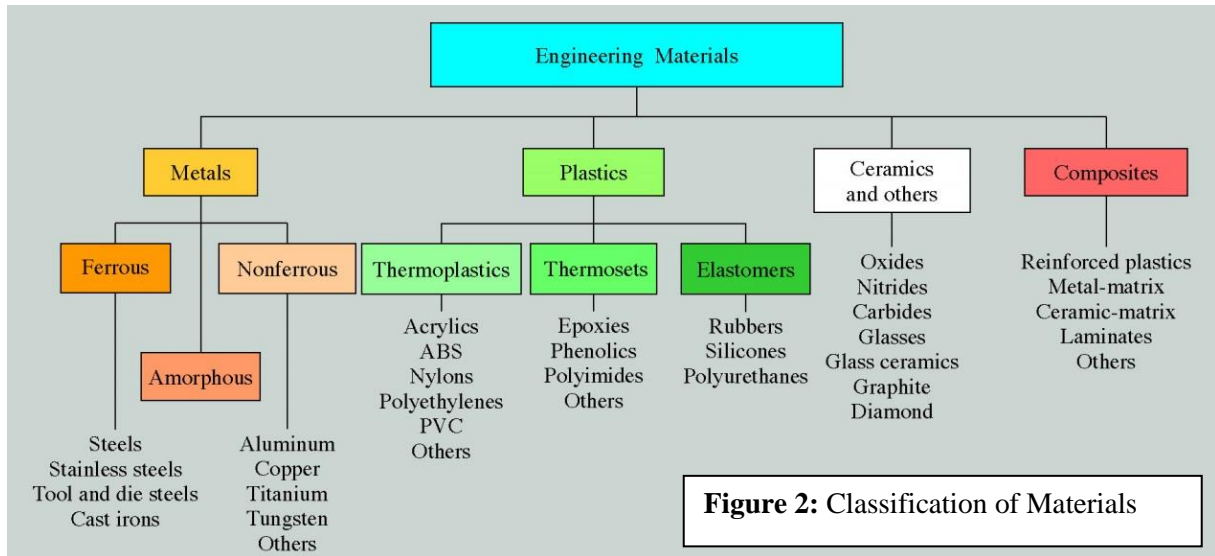 Engineering Materials
Metals
Plastics
Ceramics
and others
Composites
Ferrous
Nonferrous
Amorphous
Thermoplastics
Thermosets
Elastomers
Steels
Stainless steels
Tool and die steels
Cast irons
Aluminum
Copper
Titanium
Tungsten
Others
Acrylics
ABS
Nylons
Polyethylenes
PVC
Others
Epoxies
Phenolics
Polyimides
Others
Rubbers
Silicones
Polyurethanes
Oxides
Nitrides
Carbides
Glasses
Glass ceramics
Graphite
Diamond
Reinforced plastics
Metal-matrix
Ceramic-matrix
Laminates
Others
Figure 2: Classification of Materials